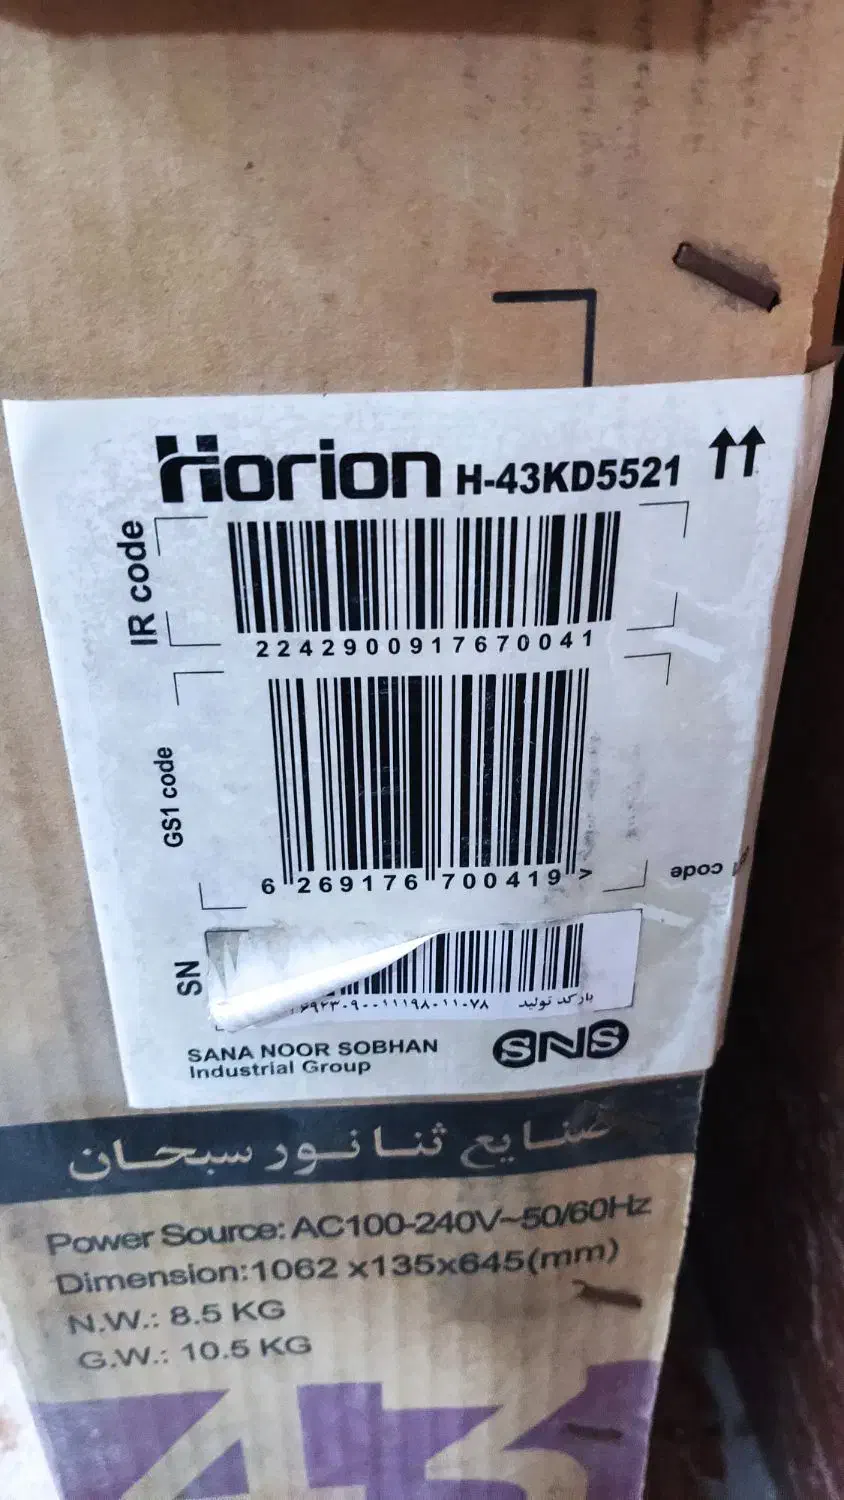 Horion H-43KD5521
IR code
2242900917670041
GS1 code
6 269176 700419 >
code
SN
بارکد تولید
SANA NOOR SOBHAN
Industrial Group
SNS
صنایع ثنا نور سبحان
Power Source: AC100-240V~50/60Hz
Dimension:1062 x135x645(mm)
N.W.: 8.5 KG
G.W.: 10.5 KG
43